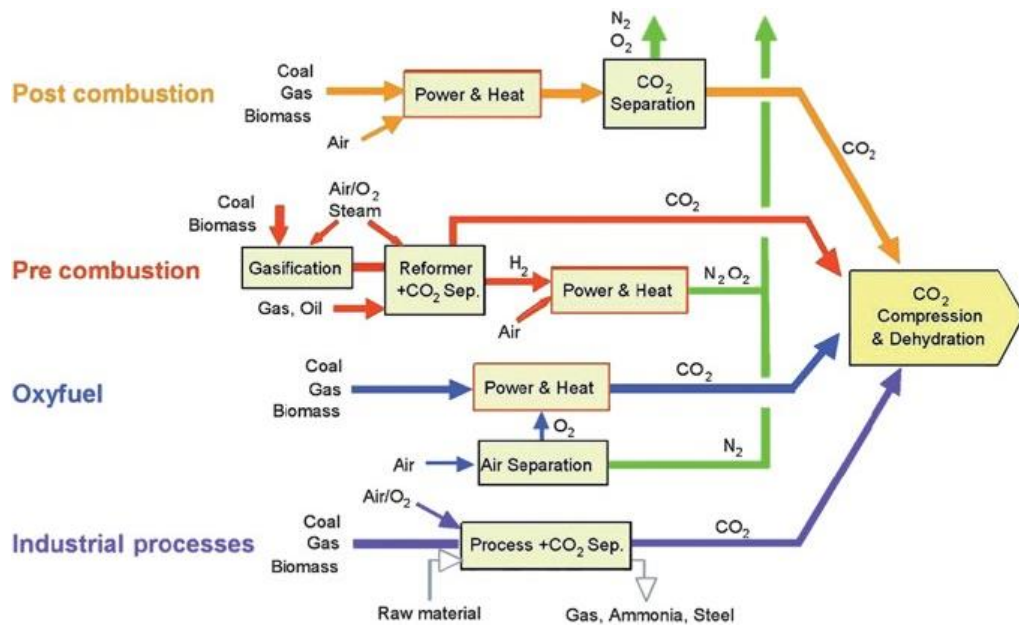 N₂
O₂
Post combustion
Coal
Gas
Biomass
Air
Power & Heat
CO₂
Separation
CO₂
Pre combustion
Coal
Biomass
Air/O₂
Steam
Gasification
Gas, Oil
Reformer
+CO₂ Sep.
CO₂
H₂
Air
Power & Heat
N₂O₂
CO₂
Compression
& Dehydration
Oxyfuel
Coal
Gas
Biomass
Power & Heat
CO₂
O₂
Air
Air Separation
N₂
Industrial processes
Coal
Gas
Biomass
Air/O₂
Process +CO₂ Sep.
CO₂
Raw material
Gas, Ammonia, Steel